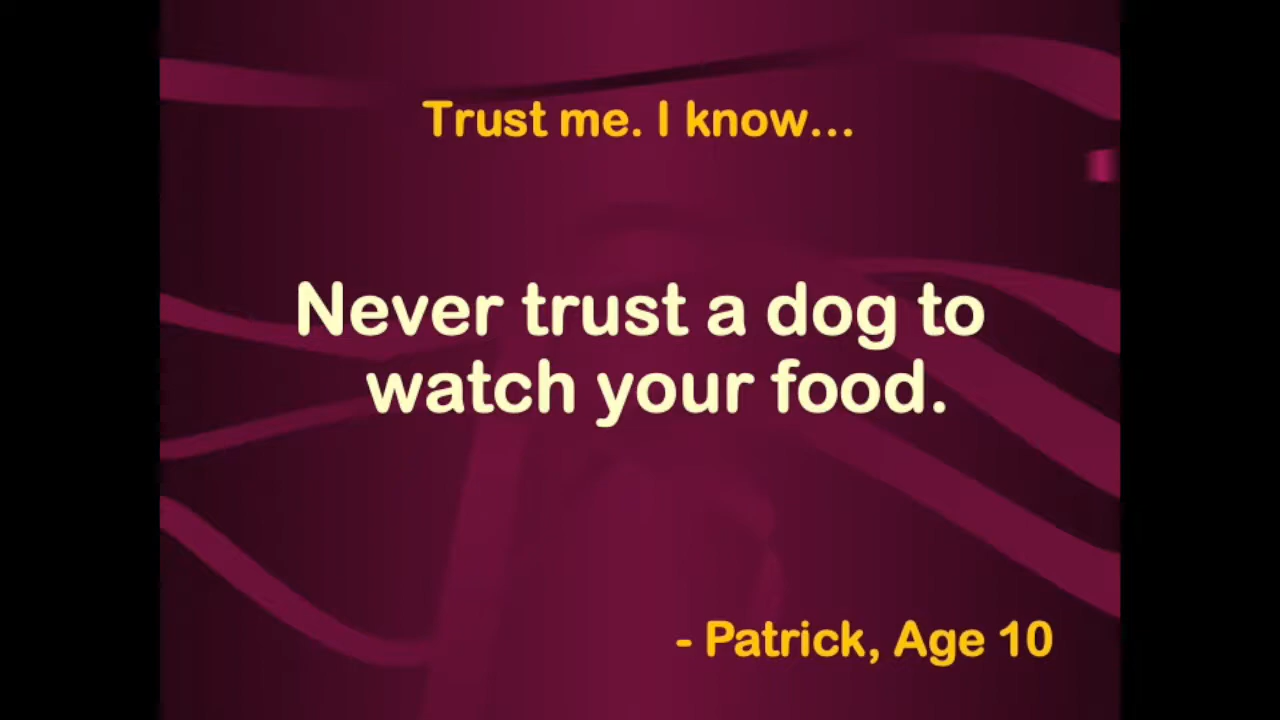 Trust me. I know...
Never trust a dog to
watch your food.
- Patrick, Age 10